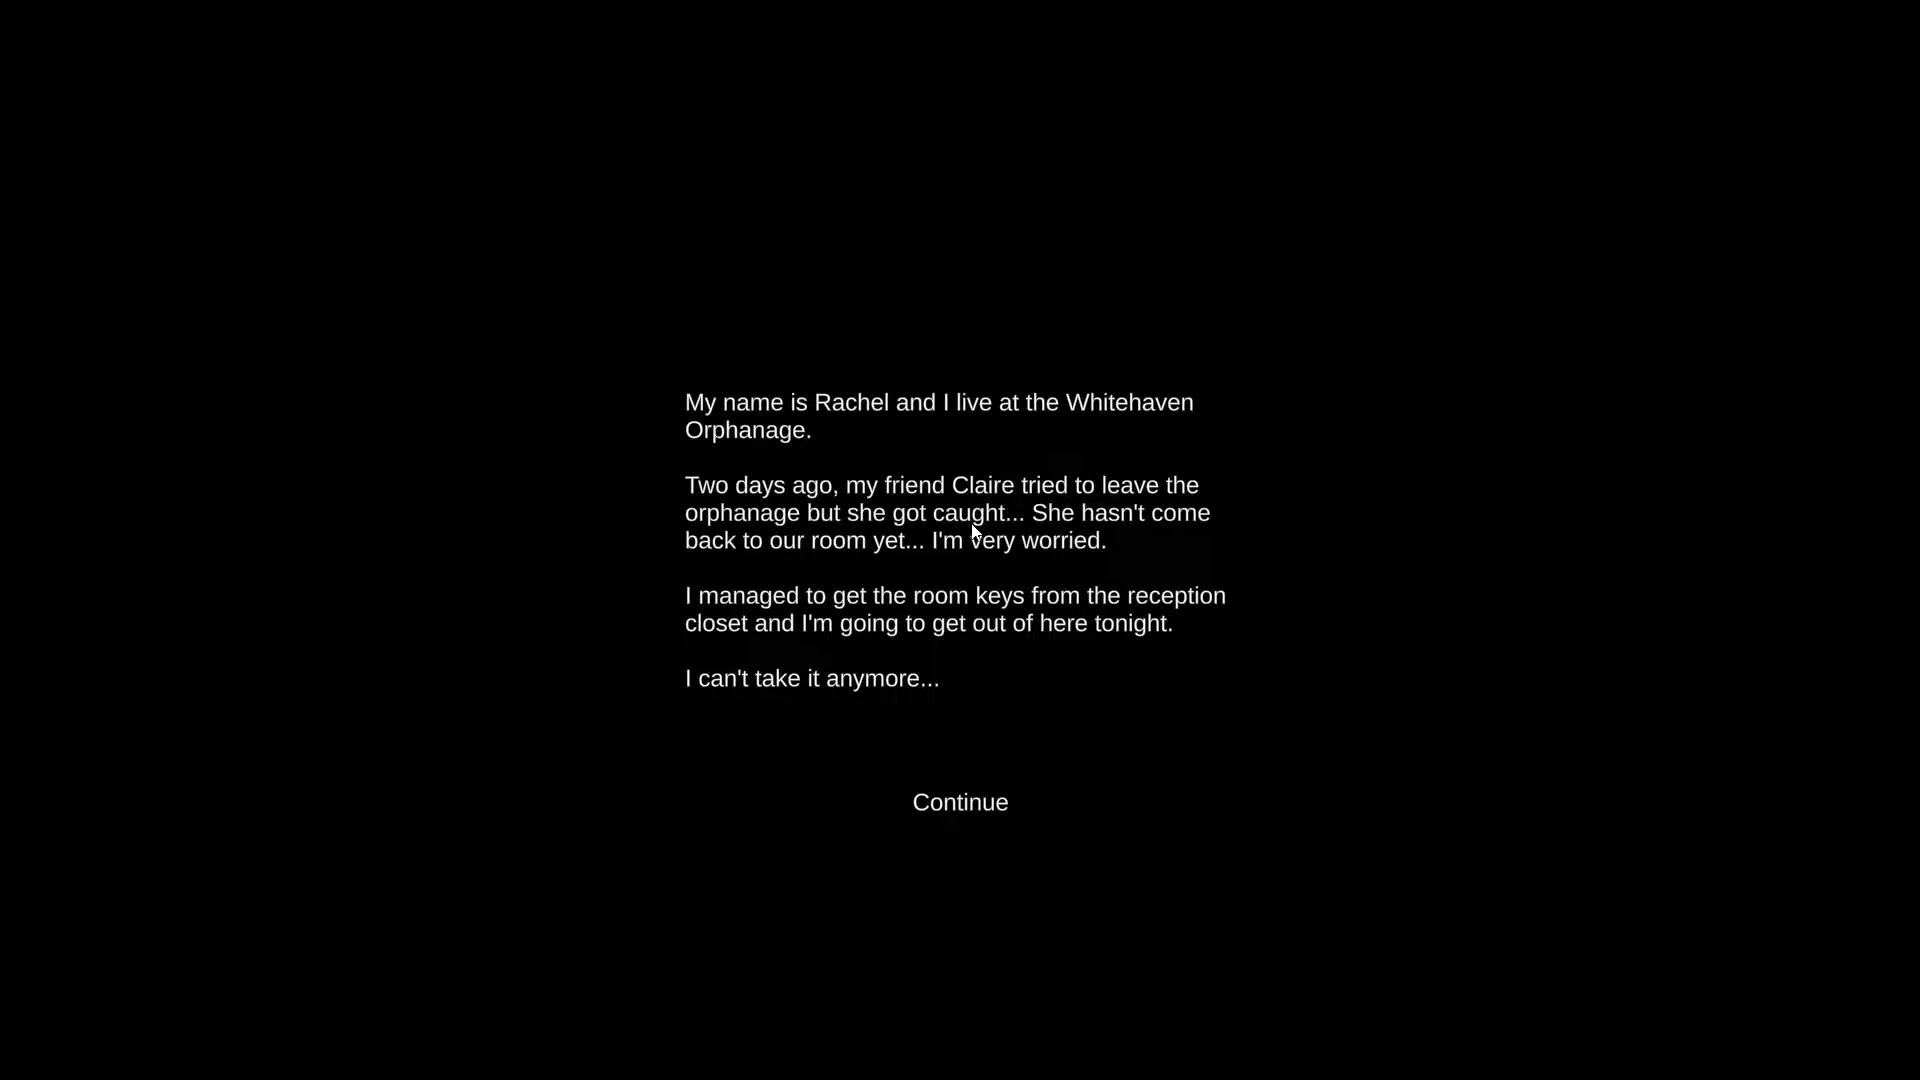 My name is Rachel and I live at the Whitehaven
Orphanage.
Two days ago, my friend Claire tried to leave the
orphanage but she got caught... She hasn't come
back to our room yet... I'm very worried.
I managed to get the room keys from the reception
closet and I'm going to get out of here tonight.
I can't take it anymore...
Continue